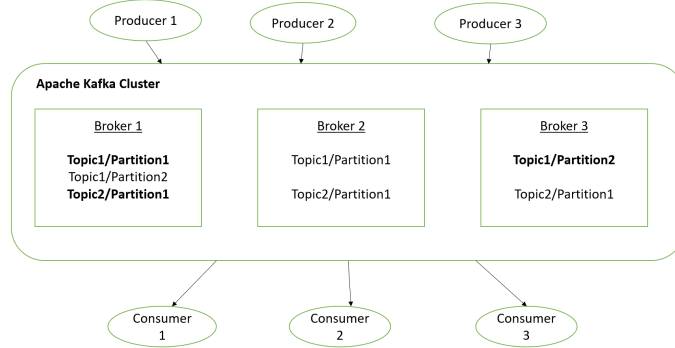 Producer 1
Producer 2
Producer 3
Apache Kafka Cluster
Broker 1
Topic1/Partition1
Topic1/Partition2
Topic2/Partition1
Broker 2
Topic1/Partition1
Topic2/Partition1
Broker 3
Topic1/Partition2
Topic2/Partition1
Consumer
1
Consumer
2
Consumer
3